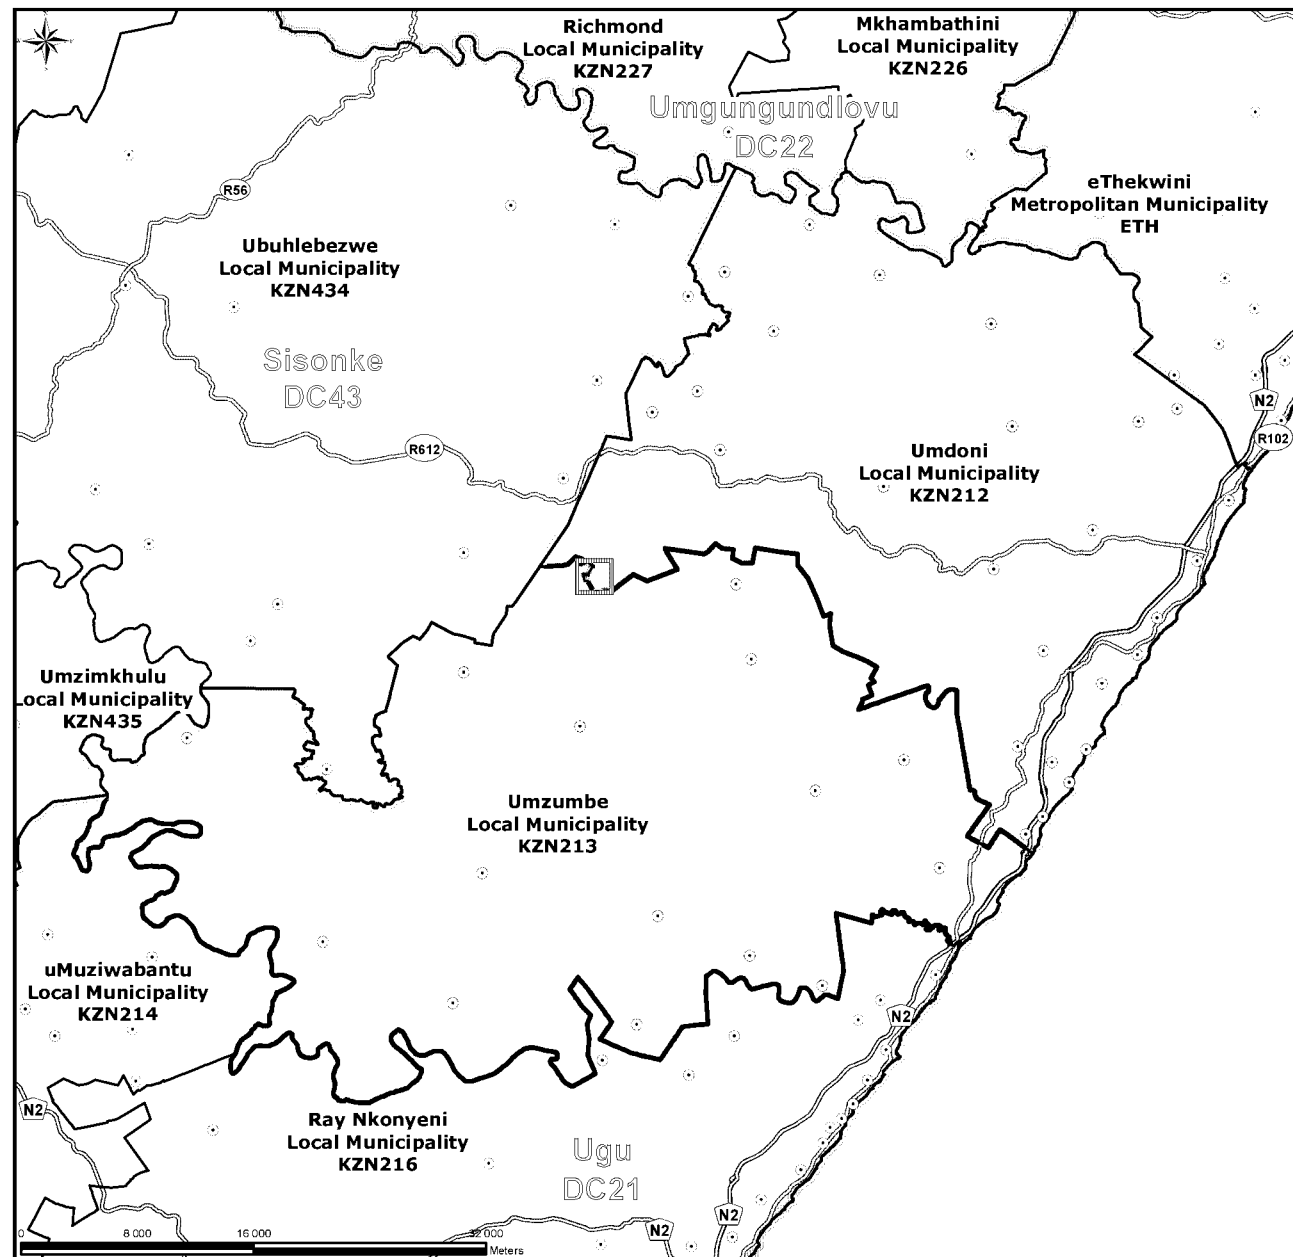 Richmond
Local Municipality
KZN227
Mkhambathini
Local Municipality
KZN226
Umgungundlovu
DC22
eThekwini
Metropolitan Municipality
ETH
R56
Ubuhlebezwe
Local Municipality
KZN434
Sisonke
DC43
N2
R102
R612
Umdoni
Local Municipality
KZN212
Umzimkhulu
Local Municipality
KZN435
Umzumbe
Local Municipality
KZN213
uMuziwabantu
Local Municipality
KZN214
N2
N2
Ray Nkonyeni
Local Municipality
KZN216
Ugu
DC21
N2
N2
0 8 000 16 000 32 000
Meters